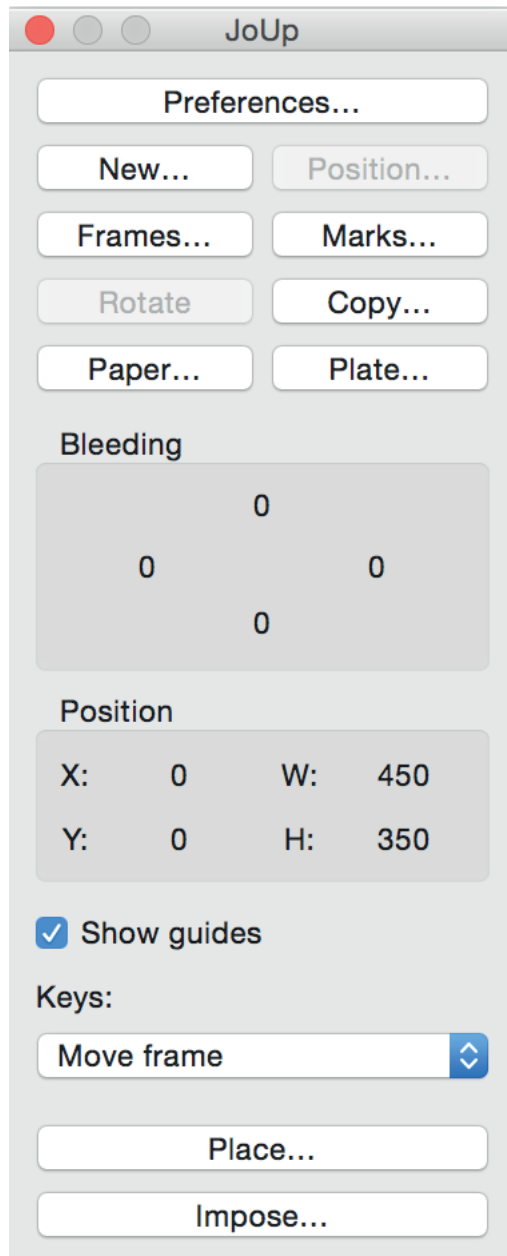 JoUp
Preferences...
New... Position...
Frames... Marks...
Rotate Copy...
Paper... Plate...
Bleeding
0
0 0
0
Position
X: 0 W: 450
Y: 0 H: 350
Show guides
Keys:
Move frame
Place...
Impose...